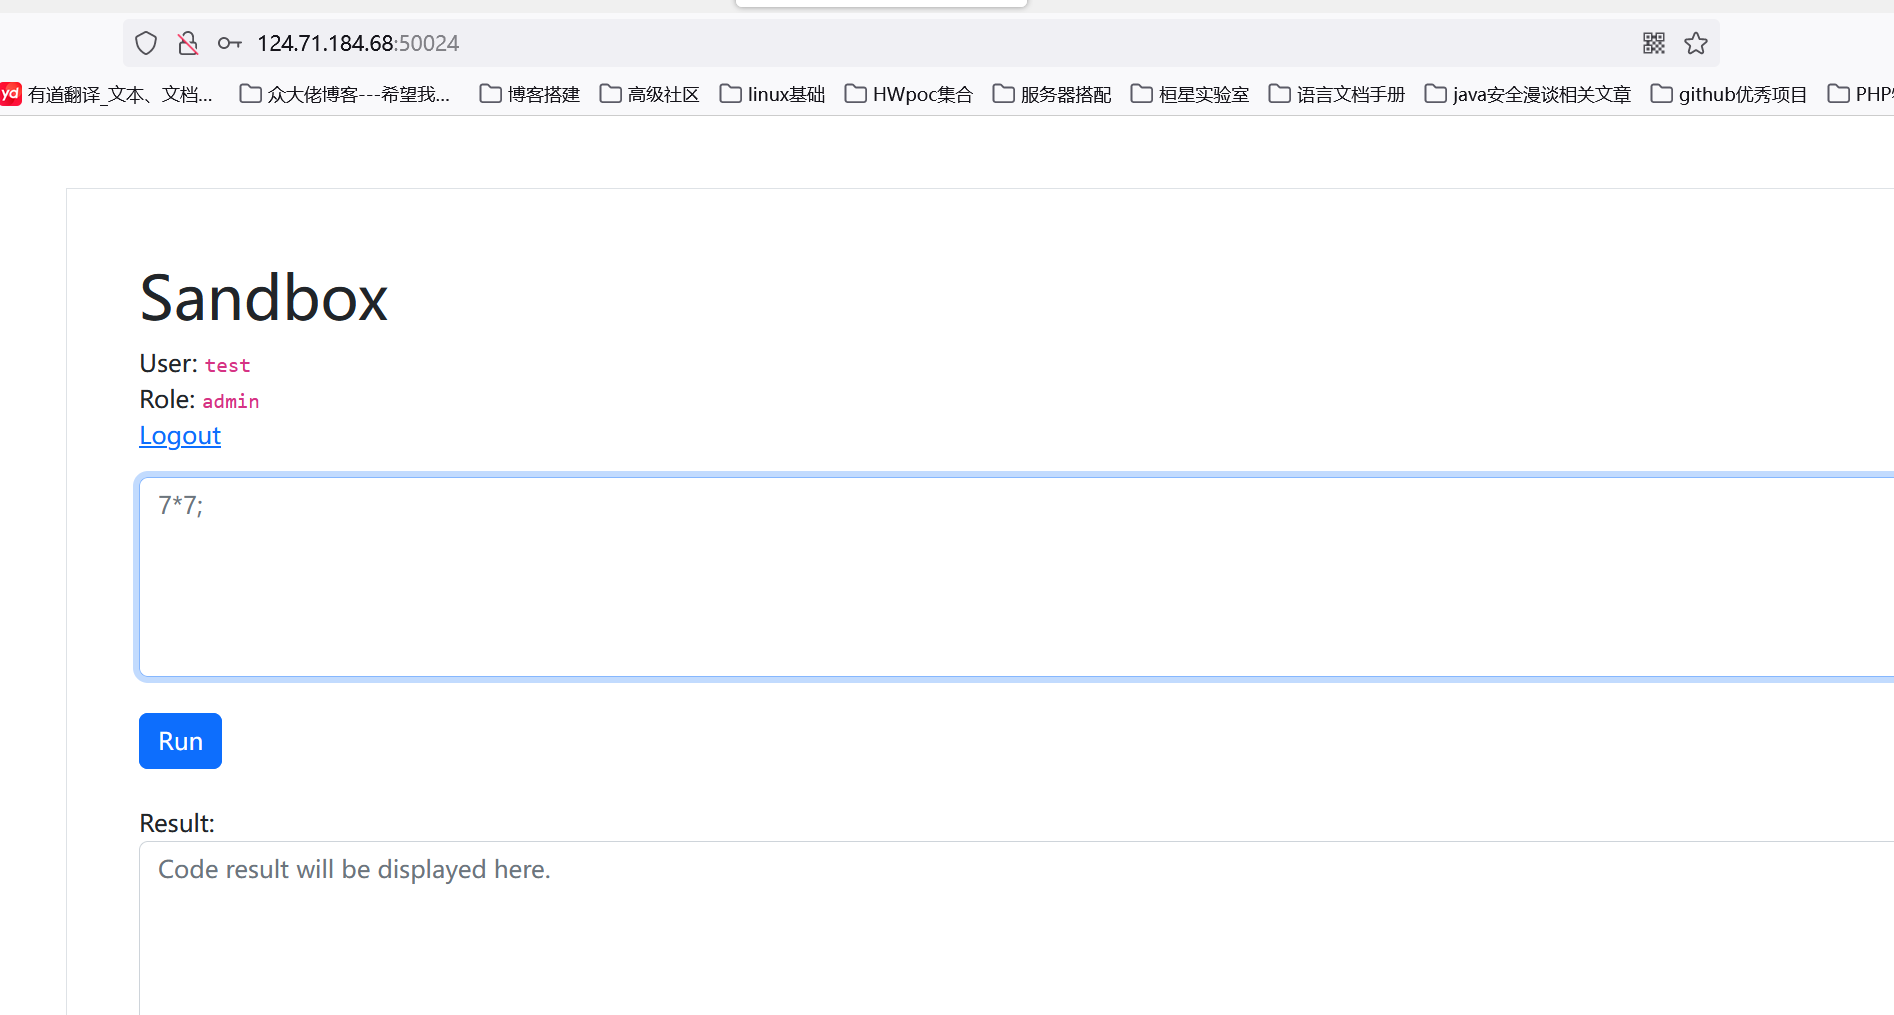 124.71.184.68:50024
yd 有道翻译_文本、文档... 众大佬博客---希望我... 博客搭建 高级社区 linux基础 HWpoc集合 服务器搭配 桓星实验室 语言文档手册 java安全漫谈相关文章 github优秀项目 PHP
Sandbox
User: test
Role: admin
Logout
7*7;
Run
Result:
Code result will be displayed here.